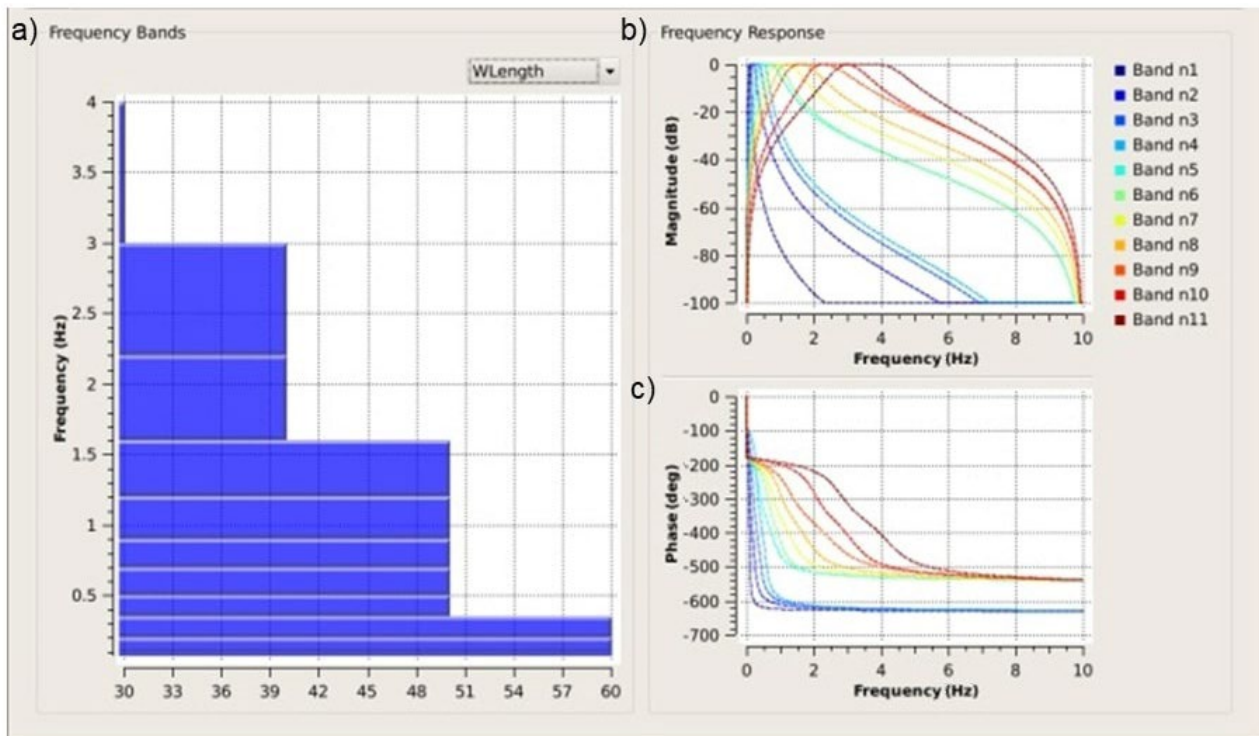 a) Frequency Bands
WLength
4
3.5
3
2.5
2
1.5
1
0.5
Frequency (Hz)
30 33 36 39 42 45 48 51 54 57 60
b) Frequency Response
0
-20
-40
-60
-80
-100
Magnitude (dB)
0 2 4 6 8 10
Frequency (Hz)
Band n1
Band n2
Band n3
Band n4
Band n5
Band n6
Band n7
Band n8
Band n9
Band n10
Band n11
c)
0
-100
-200
-300
-400
-500
-600
-700
Phase (deg)
0 2 4 6 8 10
Frequency (Hz)